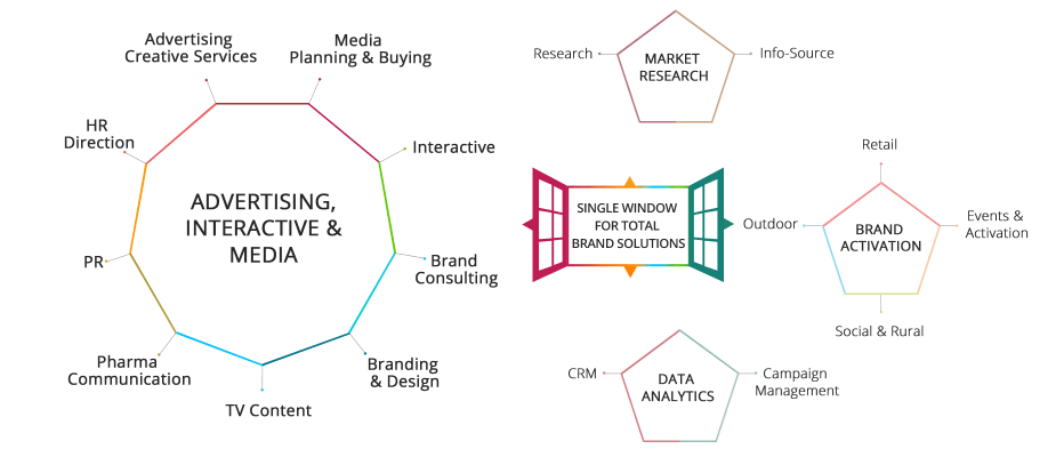 Advertising
Creative Services
Media
Planning & Buying
HR
Direction
Interactive
ADVERTISING,
INTERACTIVE &
MEDIA
PR
Brand
Consulting
Pharma
Communication
Branding
& Design
TV Content
Research
MARKET
RESEARCH
Info-Source
SINGLE WINDOW
FOR TOTAL
BRAND SOLUTIONS
Retail
Outdoor
BRAND
ACTIVATION
Events &
Activation
Social & Rural
CRM
DATA
ANALYTICS
Campaign
Management